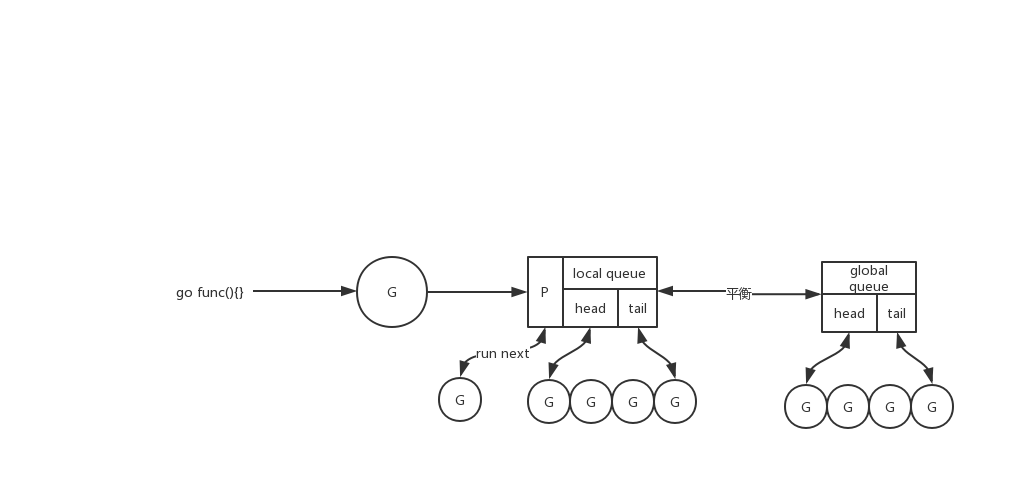 go func(){}
G
P
local queue
head
tail
平衡
global
queue
head
tail
run next
G
G
G
G
G
G
G
G
G